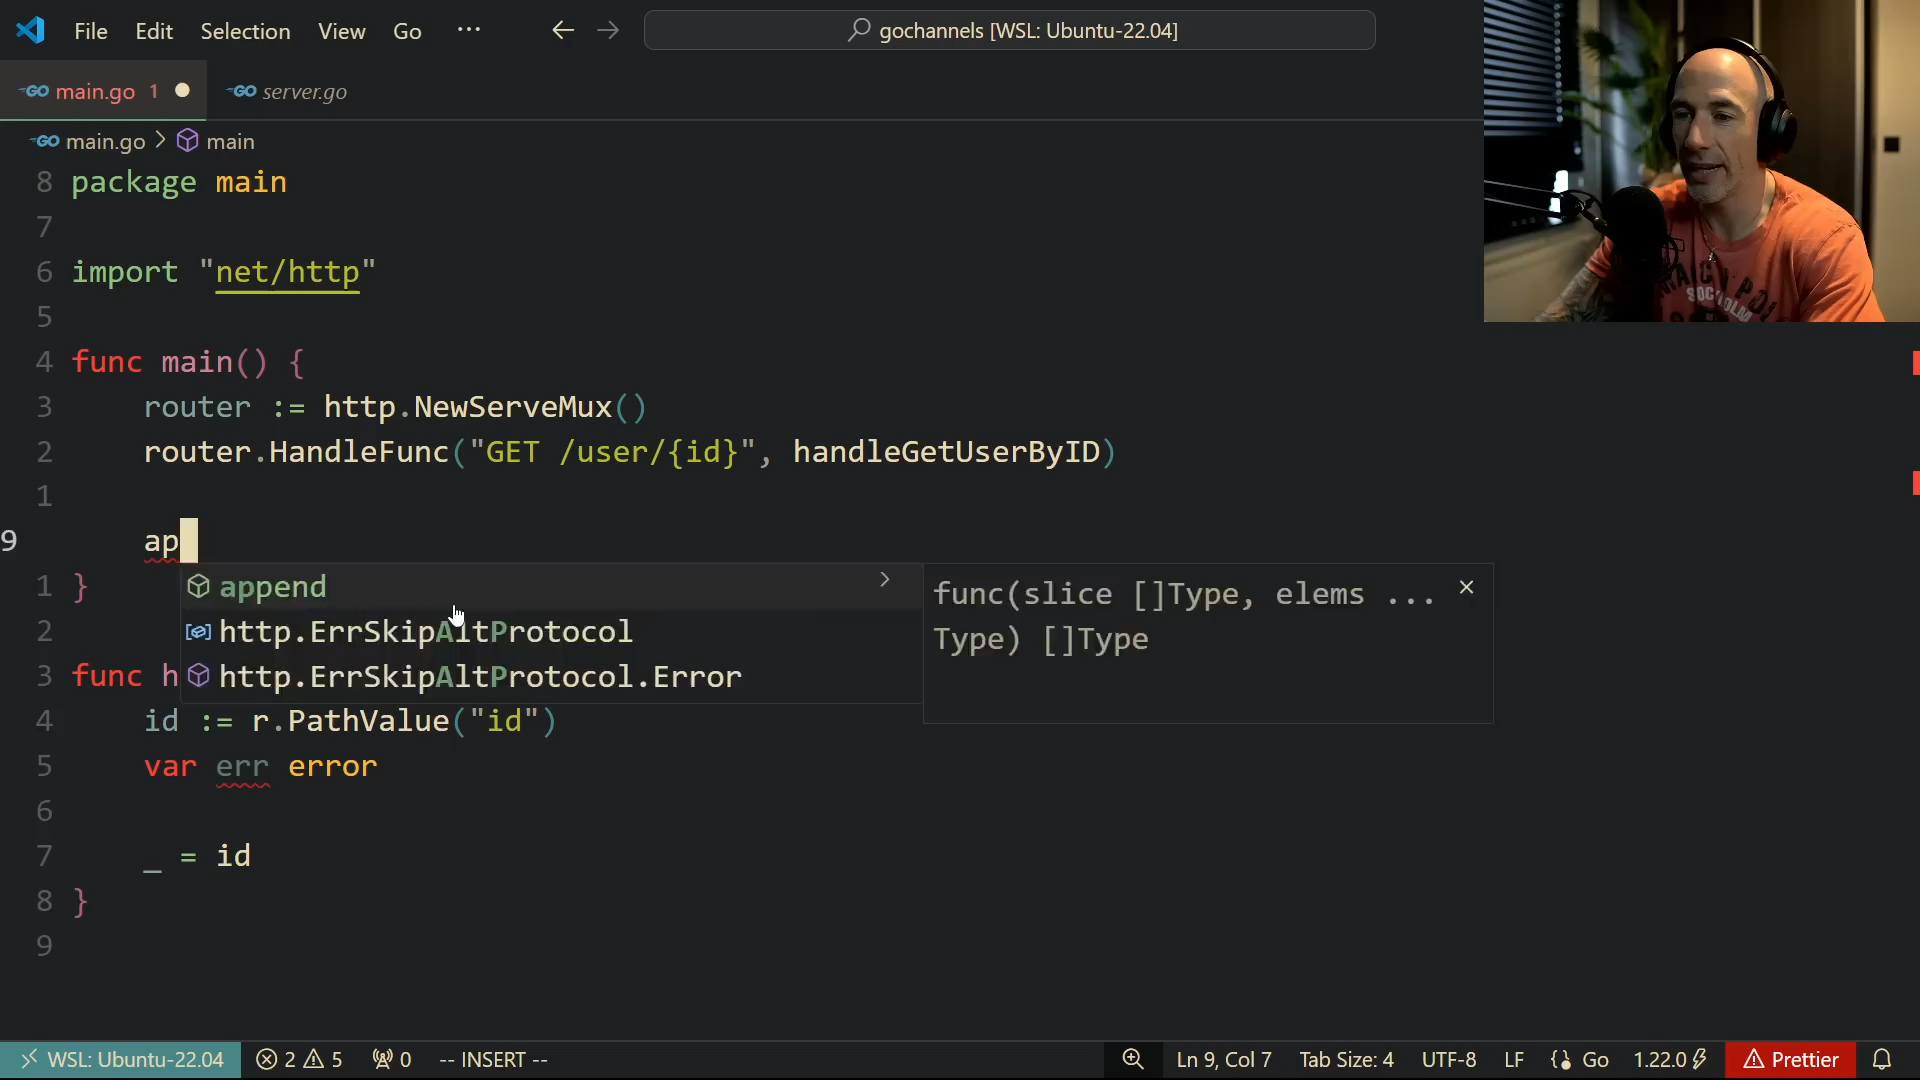 File Edit Selection View Go ··· gochannels [WSL: Ubuntu-22.04]
GO main.go 1 GO server.go
GO main.go > main
8 package main
7
6 import "net/http"
5
4 func main() {
3 router := http.NewServeMux()
2 router.HandleFunc("GET /user/{id}", handleGetUserByID)
1
9 ap
append
func(slice []Type, elems ...
Type) []Type
1 }
2 http.ErrSkipAltProtocol
3 func h http.ErrSkipAltProtocol.Error
4 id := r.PathValue("id")
5 var err error
6
7 _ = id
8 }
9
WSL: Ubuntu-22.04 2 5 0 -- INSERT -- Ln 9, Col 7 Tab Size: 4 UTF-8 LF Go 1.22.0 Prettier